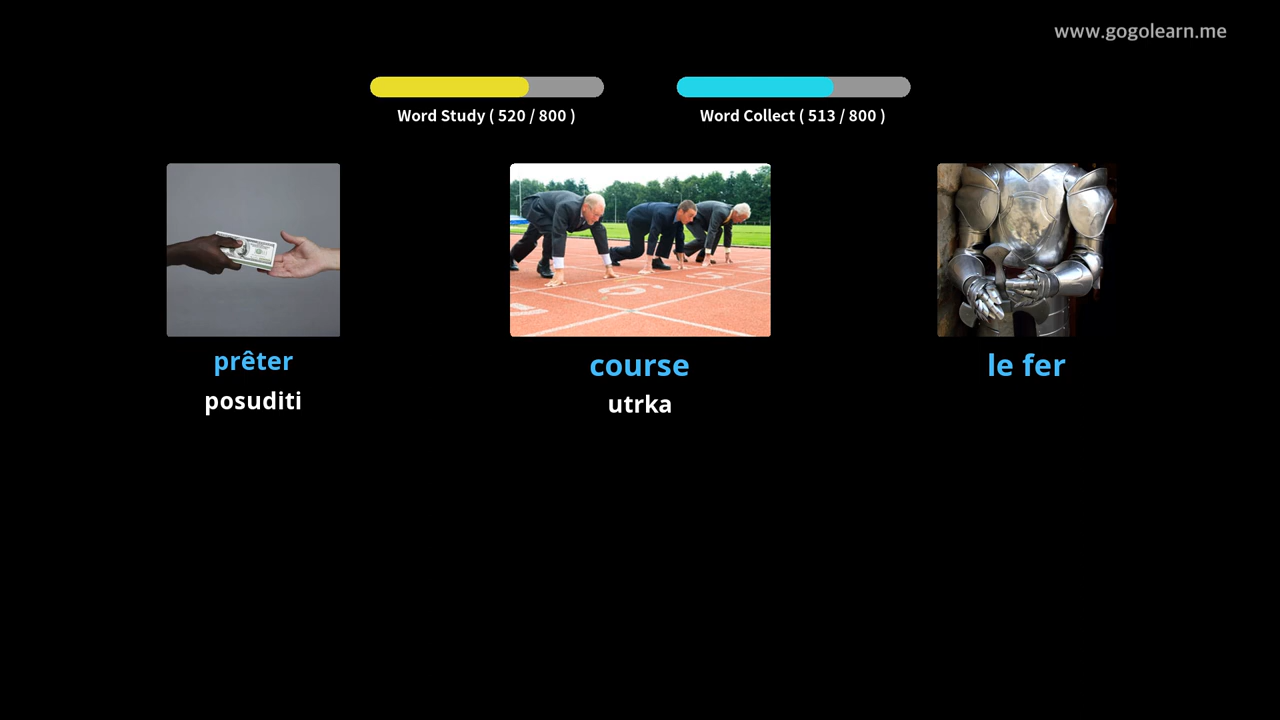 www.gogolearn.me
Word Study ( 520 / 800 )
Word Collect ( 513 / 800 )
prêter
posuditi
course
utrka
le fer